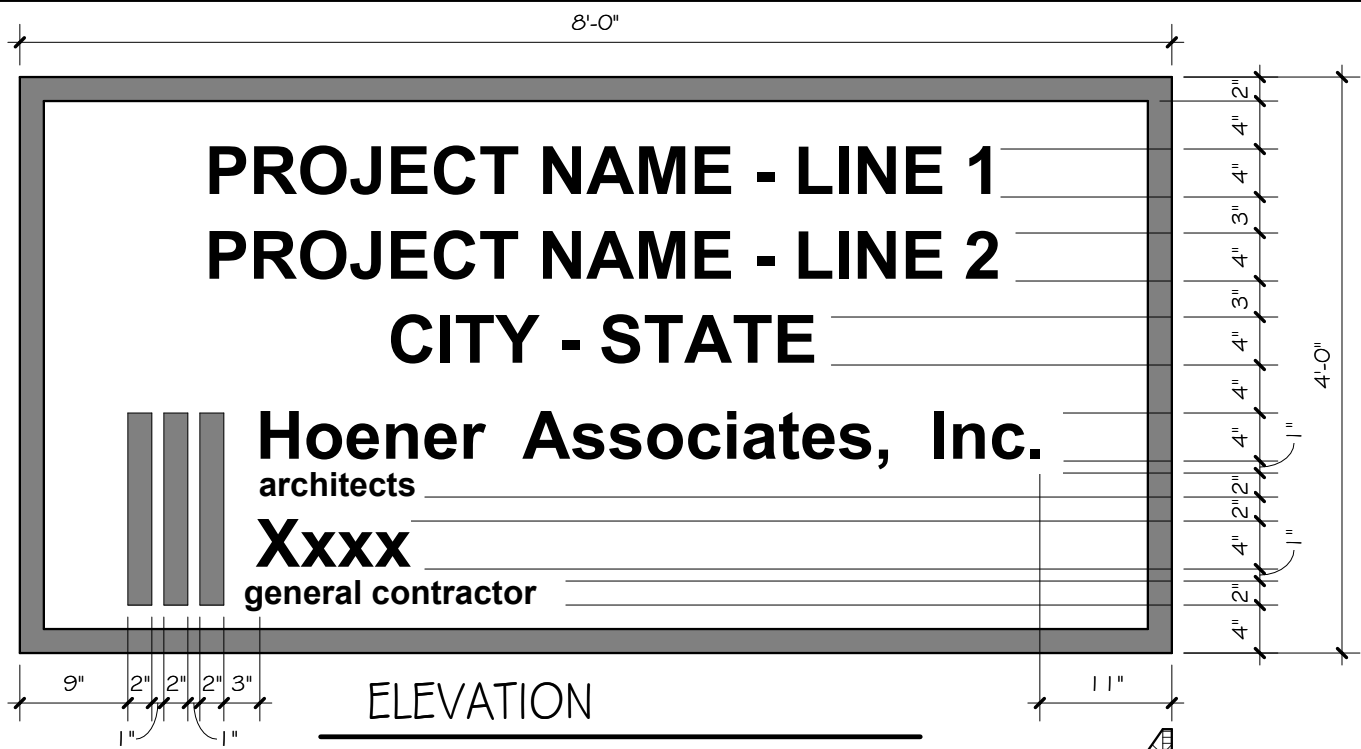 8'-0"
2"
4"
PROJECT NAME - LINE 1
4"
3"
PROJECT NAME - LINE 2
4"
3"
CITY - STATE
4"
4'-0"
4"
Hoener Associates, Inc.
4"
1"
architects
2"
2"
Xxxx
4"
1"
general contractor
2"
4"
9" 2" 2" 2" 3" 11"
1" 1"
ELEVATION